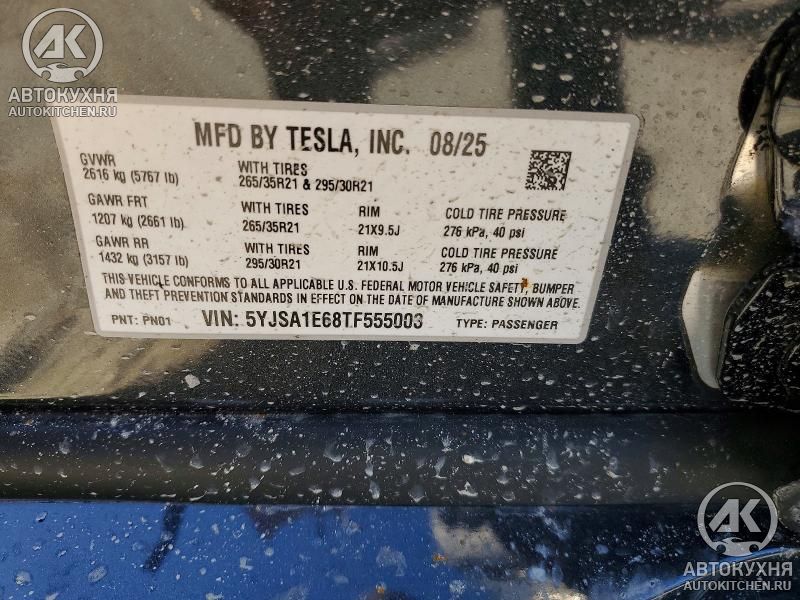 АК
АВТОКУХНЯ
AUTOKITCHEN.RU
MFD BY TESLA, INC. 08/25
GVWR
2616 kg (5767 lb)
WITH TIRES
265/35R21 & 295/30R21
GAWR FRT
1207 kg (2661 lb)
WITH TIRES
265/35R21
RIM
21X9.5J
COLD TIRE PRESSURE
276 kPa, 40 psi
GAWR RR
1432 kg (3157 lb)
WITH TIRES
295/30R21
RIM
21X10.5J
COLD TIRE PRESSURE
276 kPa, 40 psi
THIS VEHICLE CONFORMS TO ALL APPLICABLE U.S. FEDERAL MOTOR VEHICLE SAFETY, BUMPER
AND THEFT PREVENTION STANDARDS IN EFFECT ON THE DATE OF MANUFACTURE SHOWN ABOVE.
PNT: PN01 VIN: 5YJSA1E68TF555003 TYPE: PASSENGER
АК
АВТОКУХНЯ
AUTOKITCHEN.RU